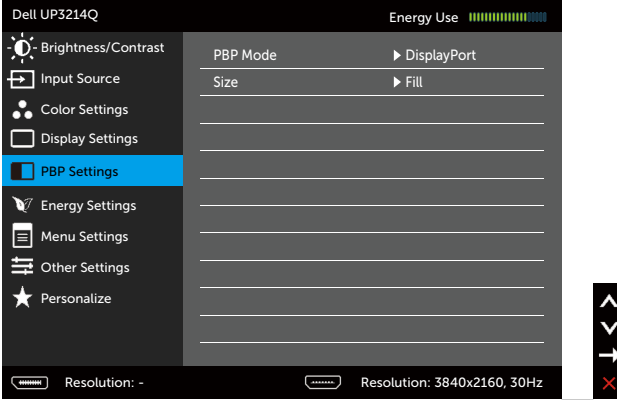 Dell UP3214Q
Energy Use
Brightness/Contrast
PBP Mode DisplayPort
Input Source
Size Fill
Color Settings
Display Settings
PBP Settings
Energy Settings
Menu Settings
Other Settings
Personalize
Resolution: -
Resolution: 3840x2160, 30Hz